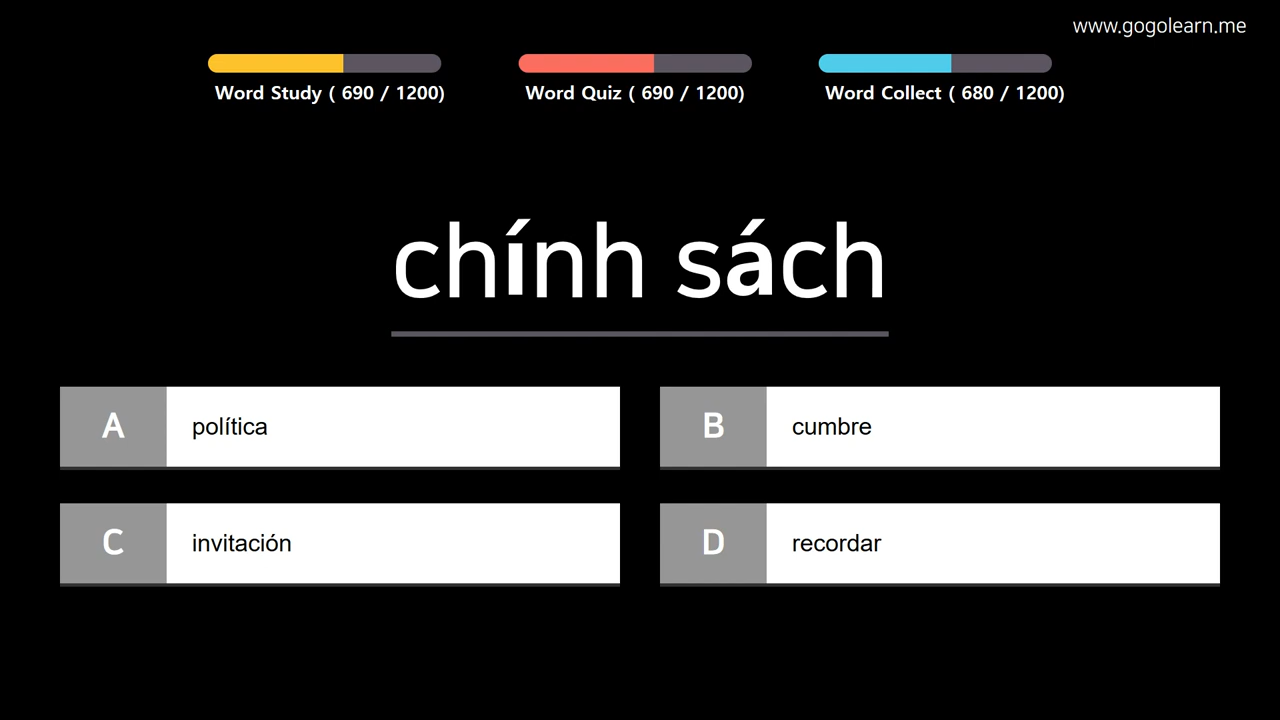 www.gogolearn.me
Word Study ( 690 / 1200)
Word Quiz ( 690 / 1200)
Word Collect ( 680 / 1200)
chính sách
A política
B cumbre
C invitación
D recordar